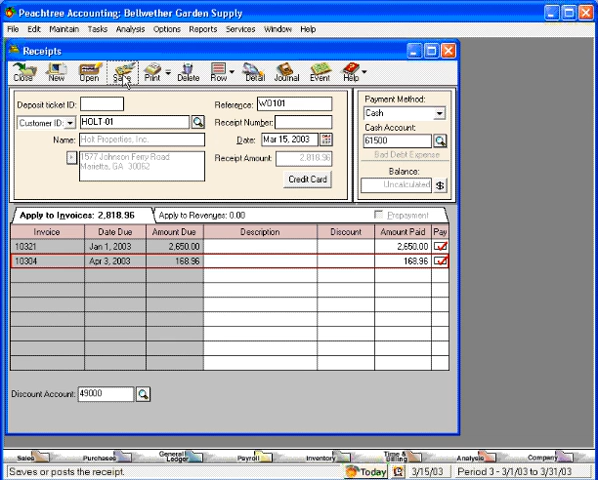 Peachtree Accounting: Bellwether Garden Supply
File Edit Maintain Tasks Analysis Options Reports Services Window Help
Receipts
Close New Open Save Print Delete Row Detail Journal Event Help
Deposit ticket ID:
Reference: WO101
Payment Method:
Cash
Customer ID: HOLT-01
Receipt Number:
Cash Account:
61500
Name: Holt Properties, Inc.
Date: Mar 15, 2003
Bad Debt Expense
1577 Johnson Ferry Road
Marietta, GA 30062
Receipt Amount: 2,818.96
Balance:
Uncalculated
Credit Card
Apply to Invoices: 2,818.96
Apply to Revenues: 0.00
Prepayment
Invoice Date Due Amount Due Description Discount Amount Paid Pay
10321 Jan 1, 2003 2,650.00 2,650.00
10304 Apr 3, 2003 168.96 168.96
Discount Account: 49000
Sales Purchases General Ledger Payroll Inventory Time & Billing Analysis Company
Saves or posts the receipt.
Today 3/15/03 Period 3 - 3/1/03 to 3/31/03